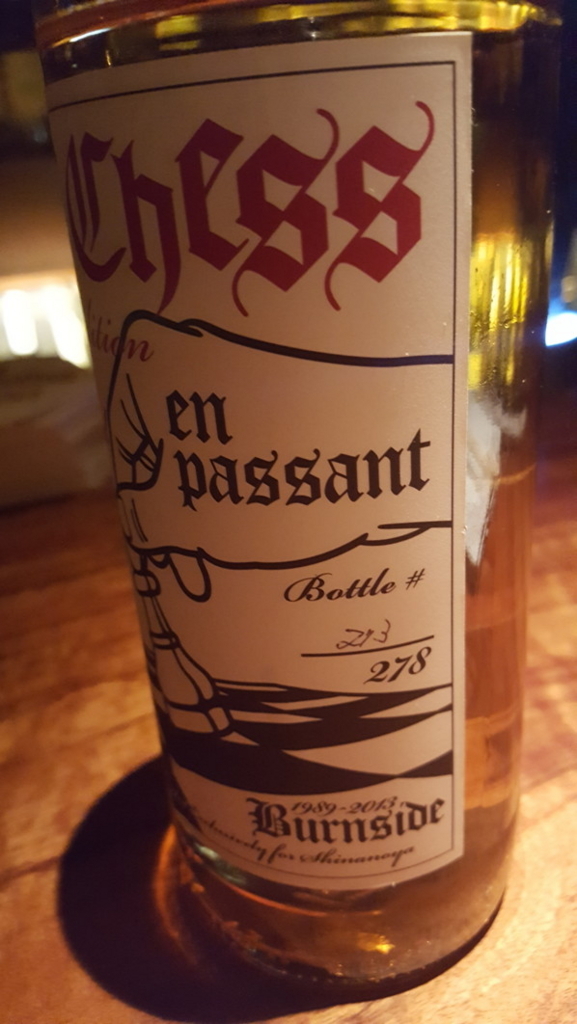 Chess
en
passant
Bottle #
213
278
1989-2013
Burnside
for Shinanoya